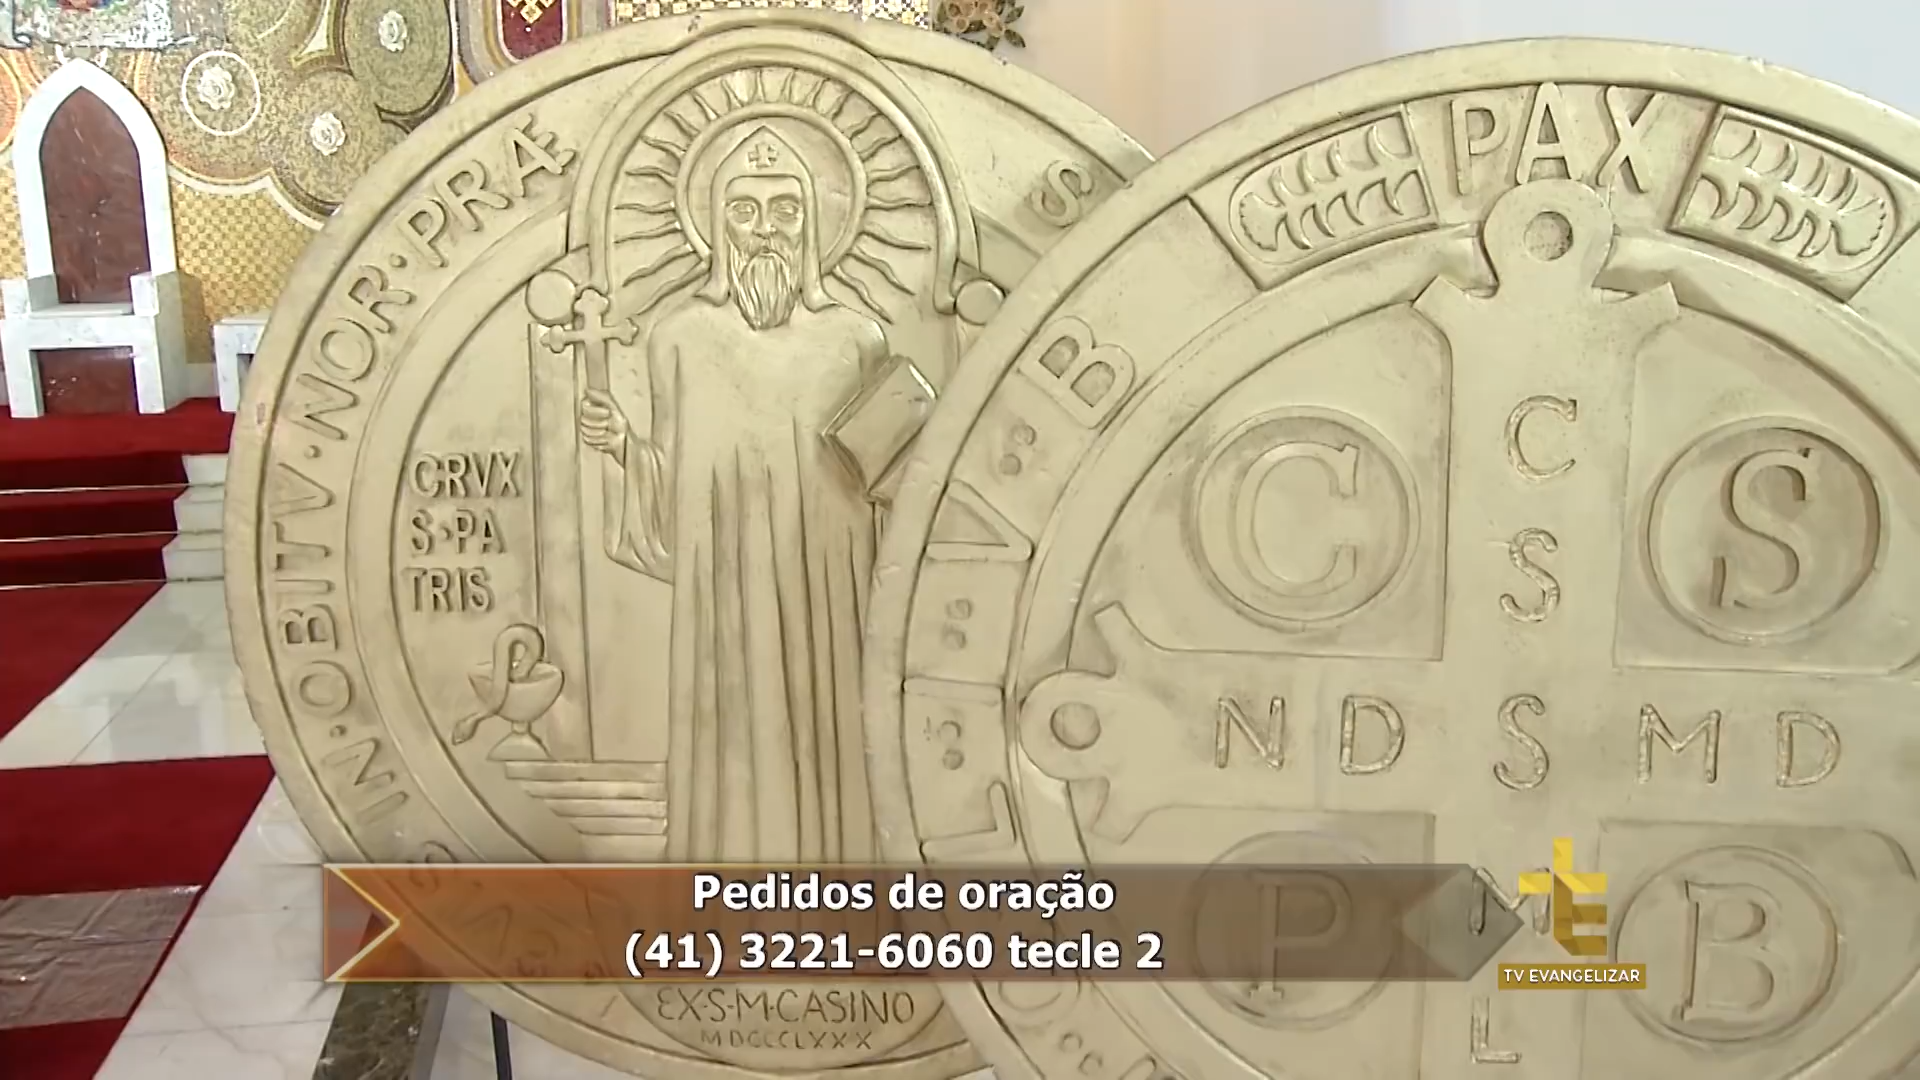 IN·OBITV·NOR·PRÆ
S
CRVX
S·PA
TRIS
EX·S·M·CASINO
MDCCCLXXX
PAX
B
V
I
L
C
S
C
S
N D S M D
M
L
P
B
Pedidos de oração
(41) 3221-6060 tecle 2
TV EVANGELIZAR